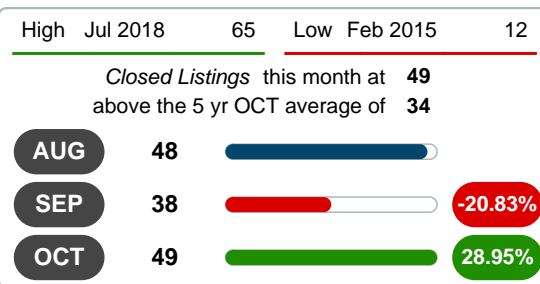 High Jul 2018 65 Low Feb 2015 12
Closed Listings this month at 49
above the 5 yr OCT average of 34
AUG 48
SEP 38 -20.83%
OCT 49 28.95%